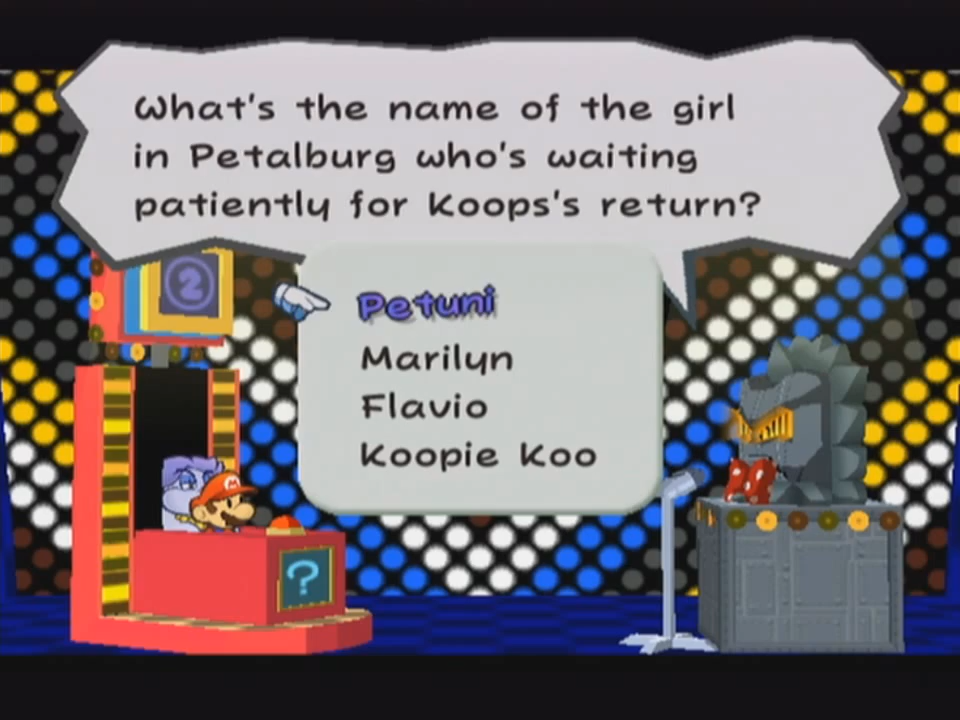 What's the name of the girl
in Petalburg who's waiting
patiently for Koops's return?
2
Petuni
Marilyn
Flavio
Koopie Koo
M
?